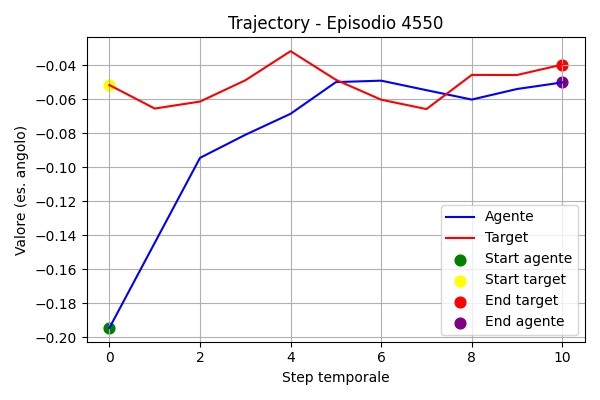 Trajectory - Episodio 4550
Valore (es. angolo)
−0.04
−0.06
−0.08
−0.10
−0.12
−0.14
−0.16
−0.18
−0.20
Agente
Target
Start agente
Start target
End target
End agente
0 2 4 6 8 10
Step temporale